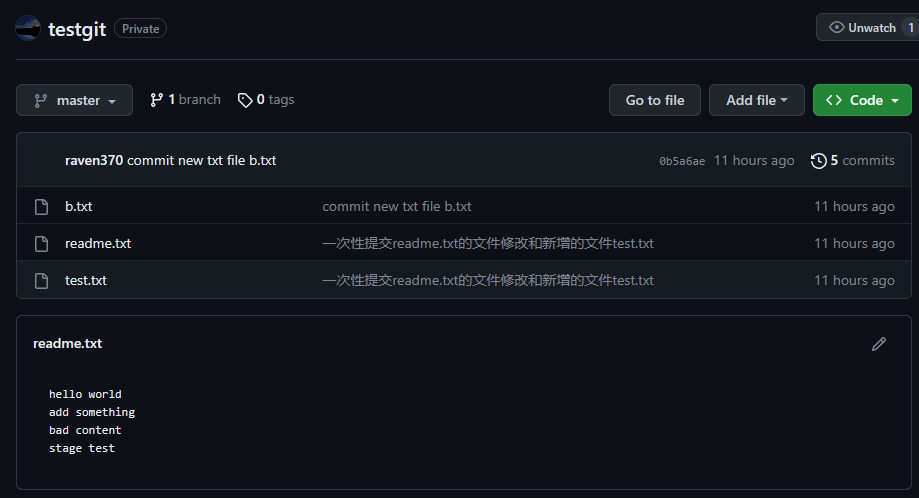 testgit Private Unwatch 1
master 1 branch 0 tags Go to file Add file Code
raven370 commit new txt file b.txt 0b5a6ae 11 hours ago 5 commits
b.txt commit new txt file b.txt 11 hours ago
readme.txt 一次性提交readme.txt的文件修改和新增的文件test.txt 11 hours ago
test.txt 一次性提交readme.txt的文件修改和新增的文件test.txt 11 hours ago
readme.txt
hello world
add something
bad content
stage test